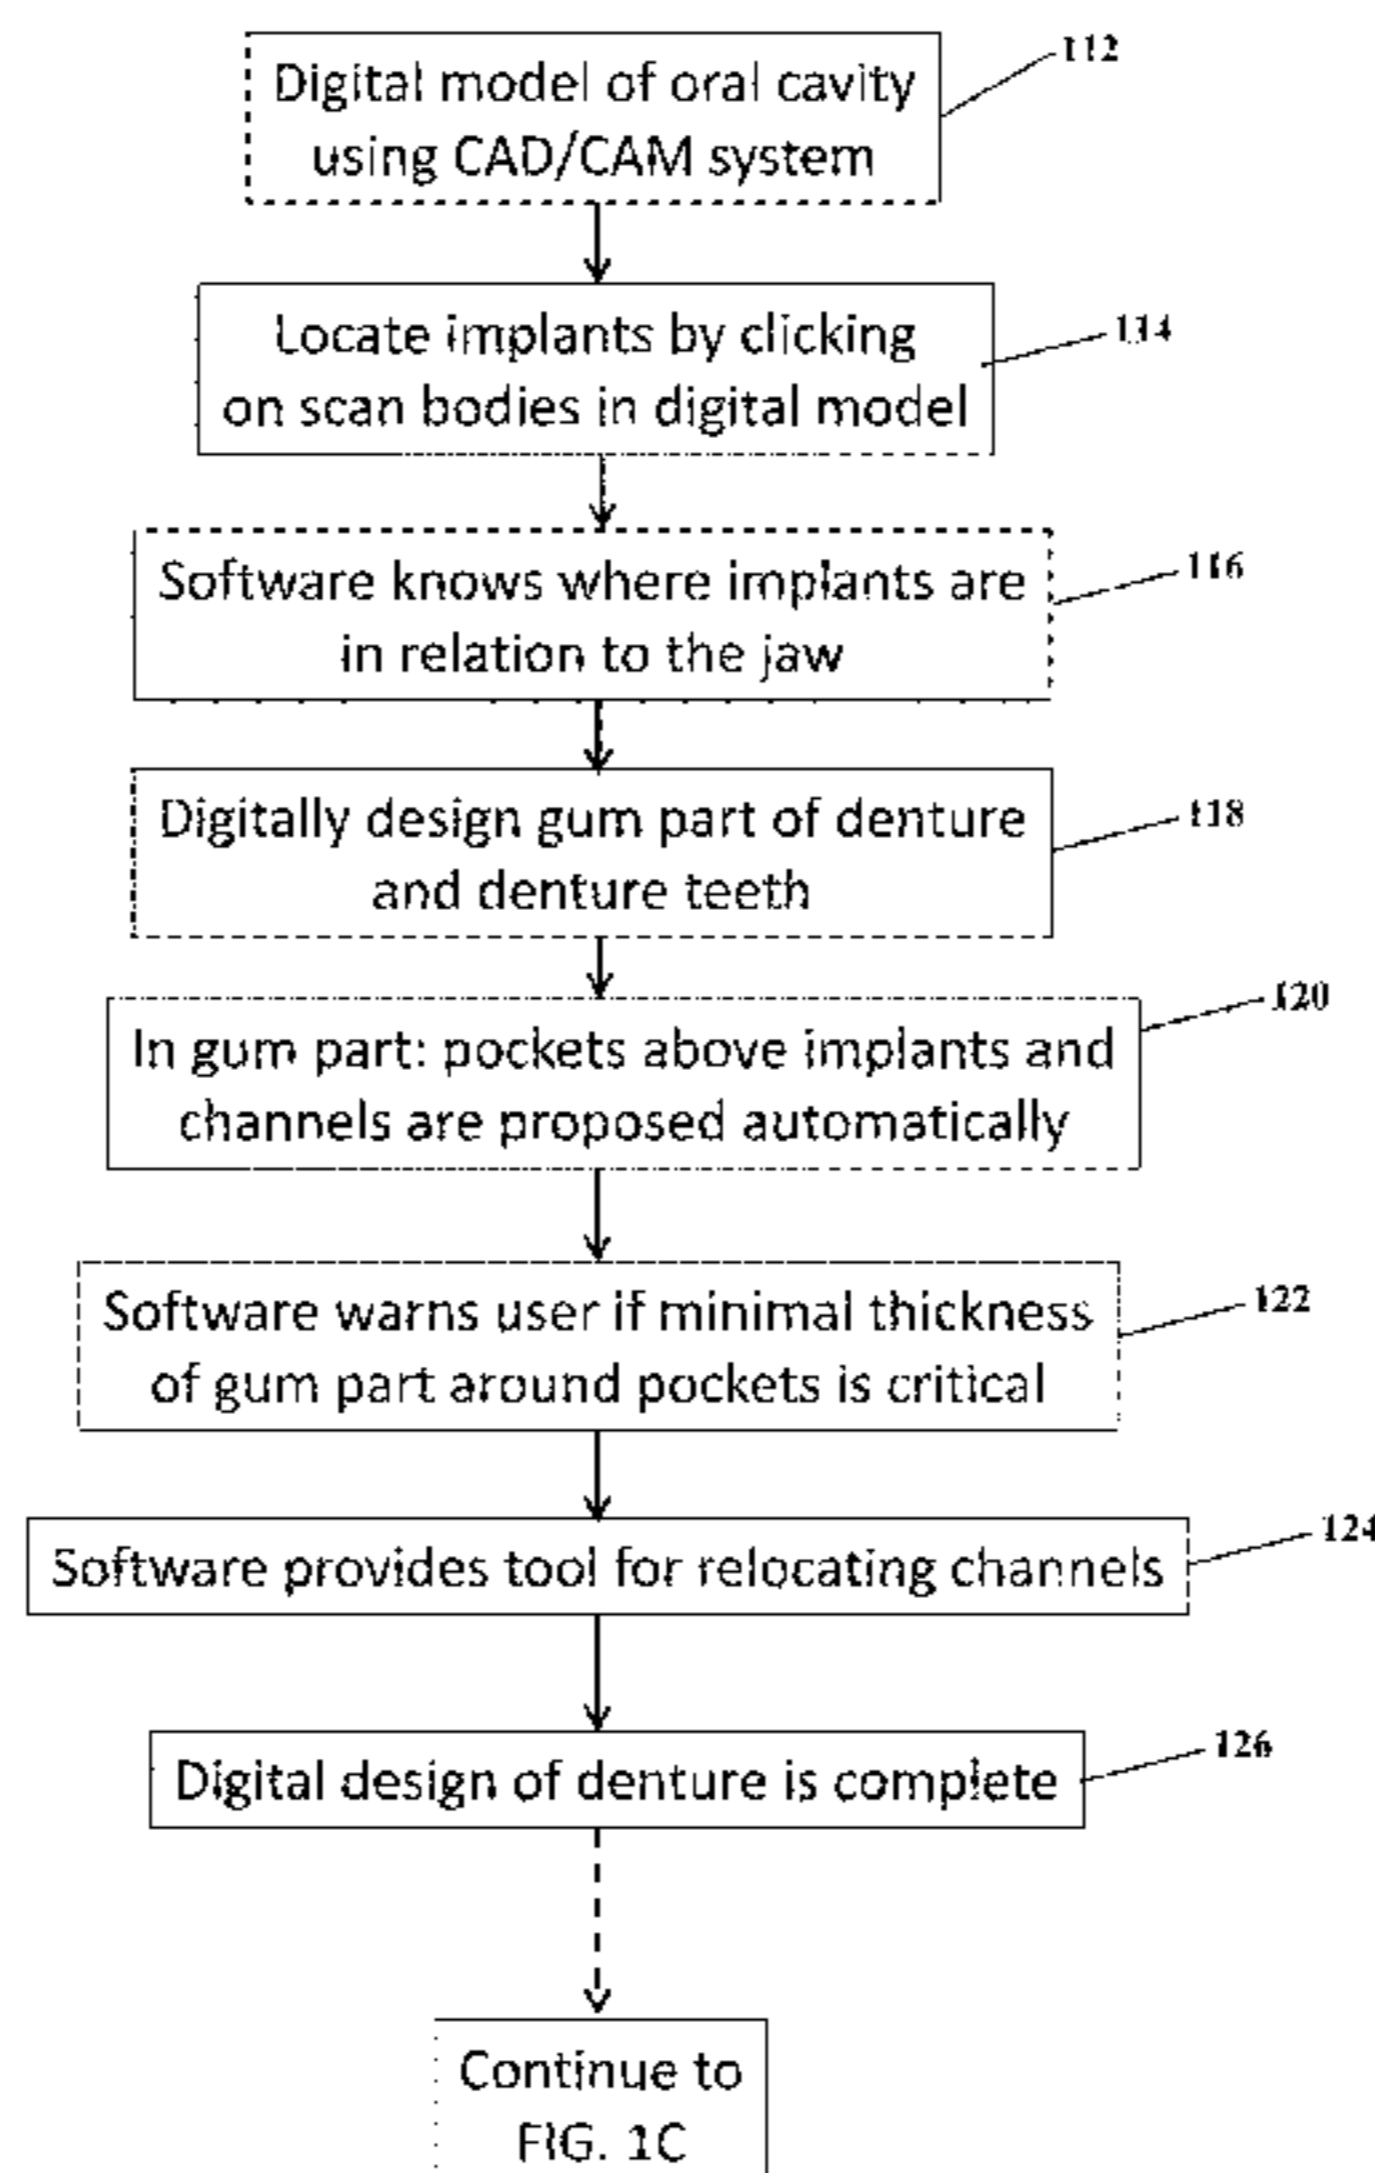 Digital model of oral cavity
using CAD/CAM system
112
Locate implants by clicking
on scan bodies in digital model
114
Software knows where implants are
in relation to the jaw
116
Digitally design gum part of denture
and denture teeth
118
In gum part: pockets above implants and
channels are proposed automatically
120
Software warns user if minimal thickness
of gum part around pockets is critical
122
Software provides tool for relocating channels
124
Digital design of denture is complete
126
Continue to
FIG. 1C